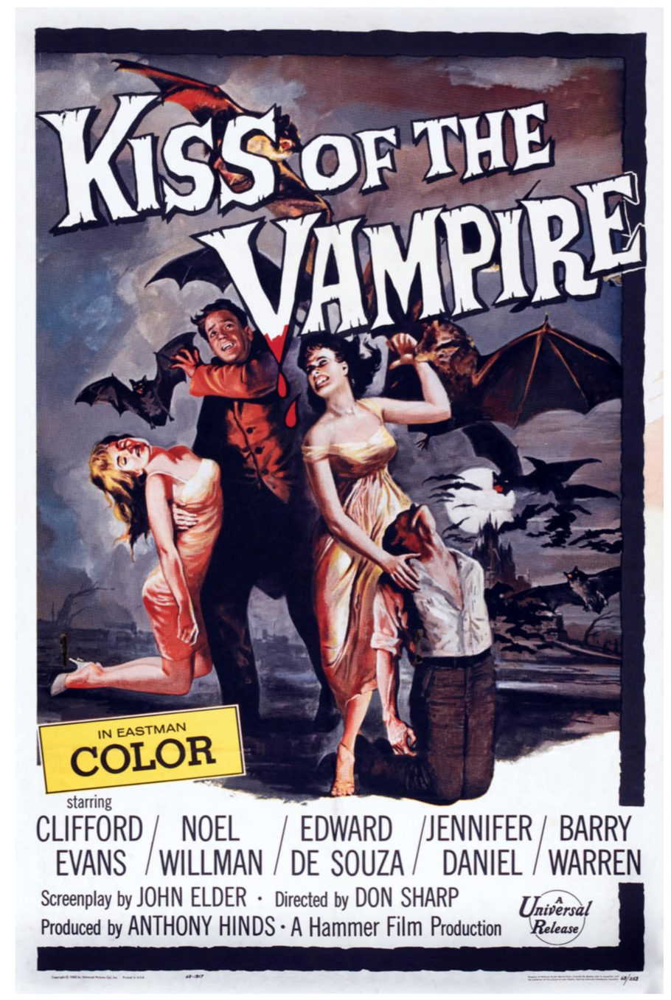 KISS OF THE
VAMPIRE
IN EASTMAN
COLOR
starring
CLIFFORD EVANS / NOEL WILLMAN / EDWARD DE SOUZA / JENNIFER DANIEL / BARRY WARREN
Screenplay by JOHN ELDER · Directed by DON SHARP
Produced by ANTHONY HINDS · A Hammer Film Production
A
Universal
Release
63-1817
63/253